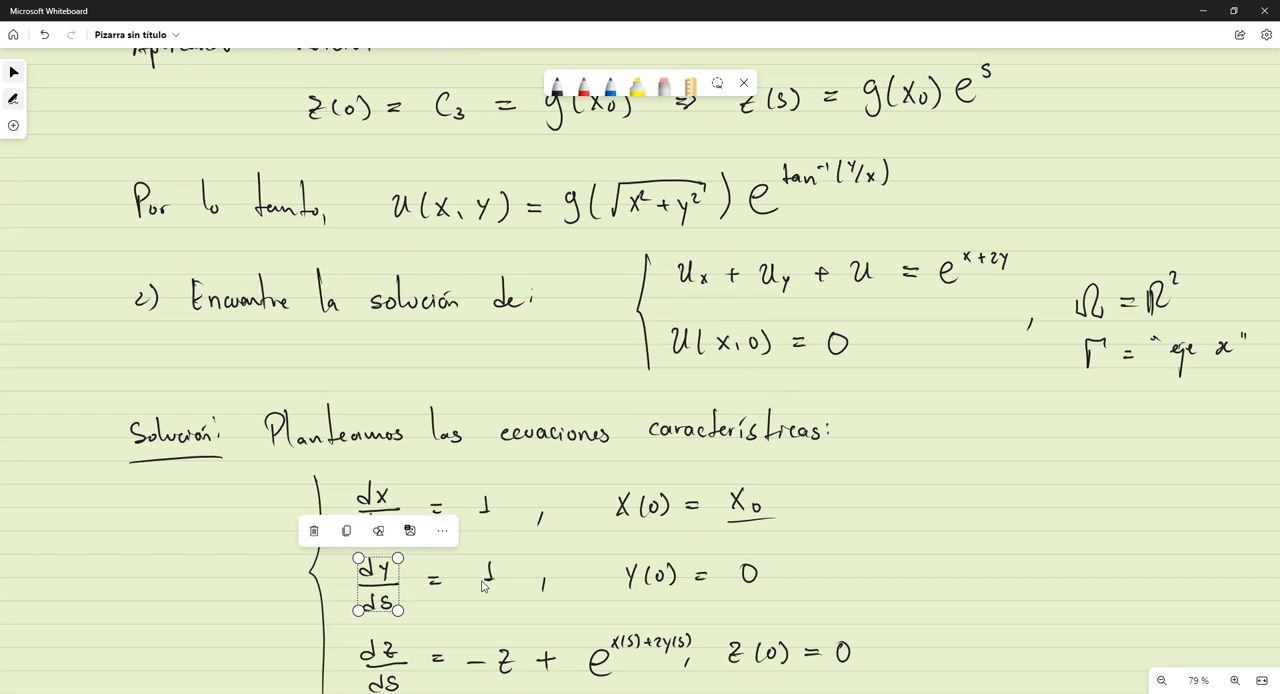 Microsoft Whiteboard
Pizarra sin título
z(0) = C₃ = g(x₀) ⇒ z(s) = g(x₀) e^s
Por lo tanto, u(x, y) = g(√(x² + y²)) e^(tan⁻¹(y/x))
2) Encuentre la solución de: { u_x + u_y + u = e^(x+2y)
u(x,0) = 0 , Ω = ℝ²
Γ = "eje x"
Solución: Planteamos las ecuaciones características:
dx = 1 , x(0) = x₀
dy/ds = 1 , y(0) = 0
dz/ds = -z + e^(x(s)+2y(s)), z(0) = 0
79 %